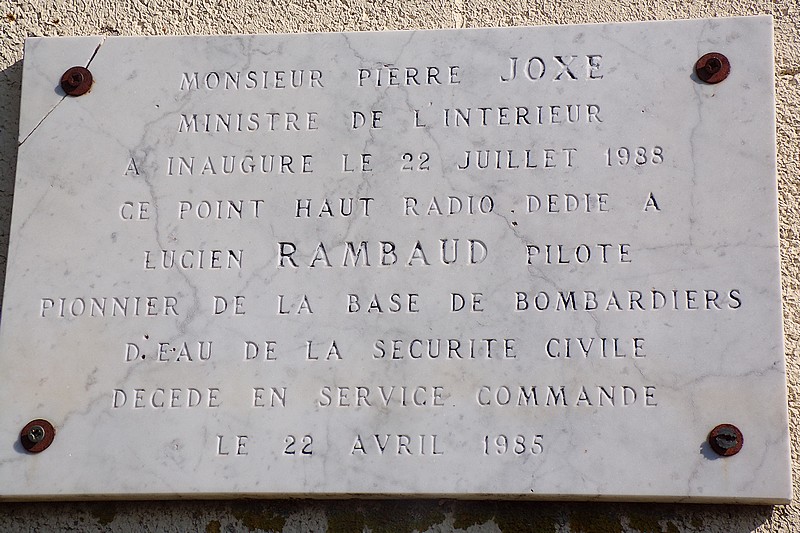 MONSIEUR PIERRE JOXE
MINISTRE DE L'INTERIEUR
A INAUGURE LE 22 JUILLET 1988
CE POINT HAUT RADIO DEDIE A
LUCIEN RAMBAUD PILOTE
PIONNIER DE LA BASE DE BOMBARDIERS
D'EAU DE LA SECURITE CIVILE
DECEDE EN SERVICE COMMANDE
LE 22 AVRIL 1985